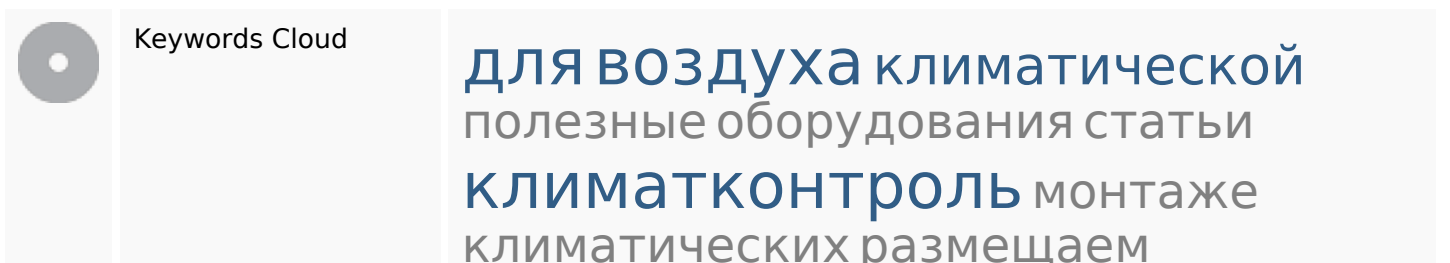 Keywords Cloud
для воздуха климатической
полезные оборудования статьи
климатконтроль монтаже
климатических размещаем